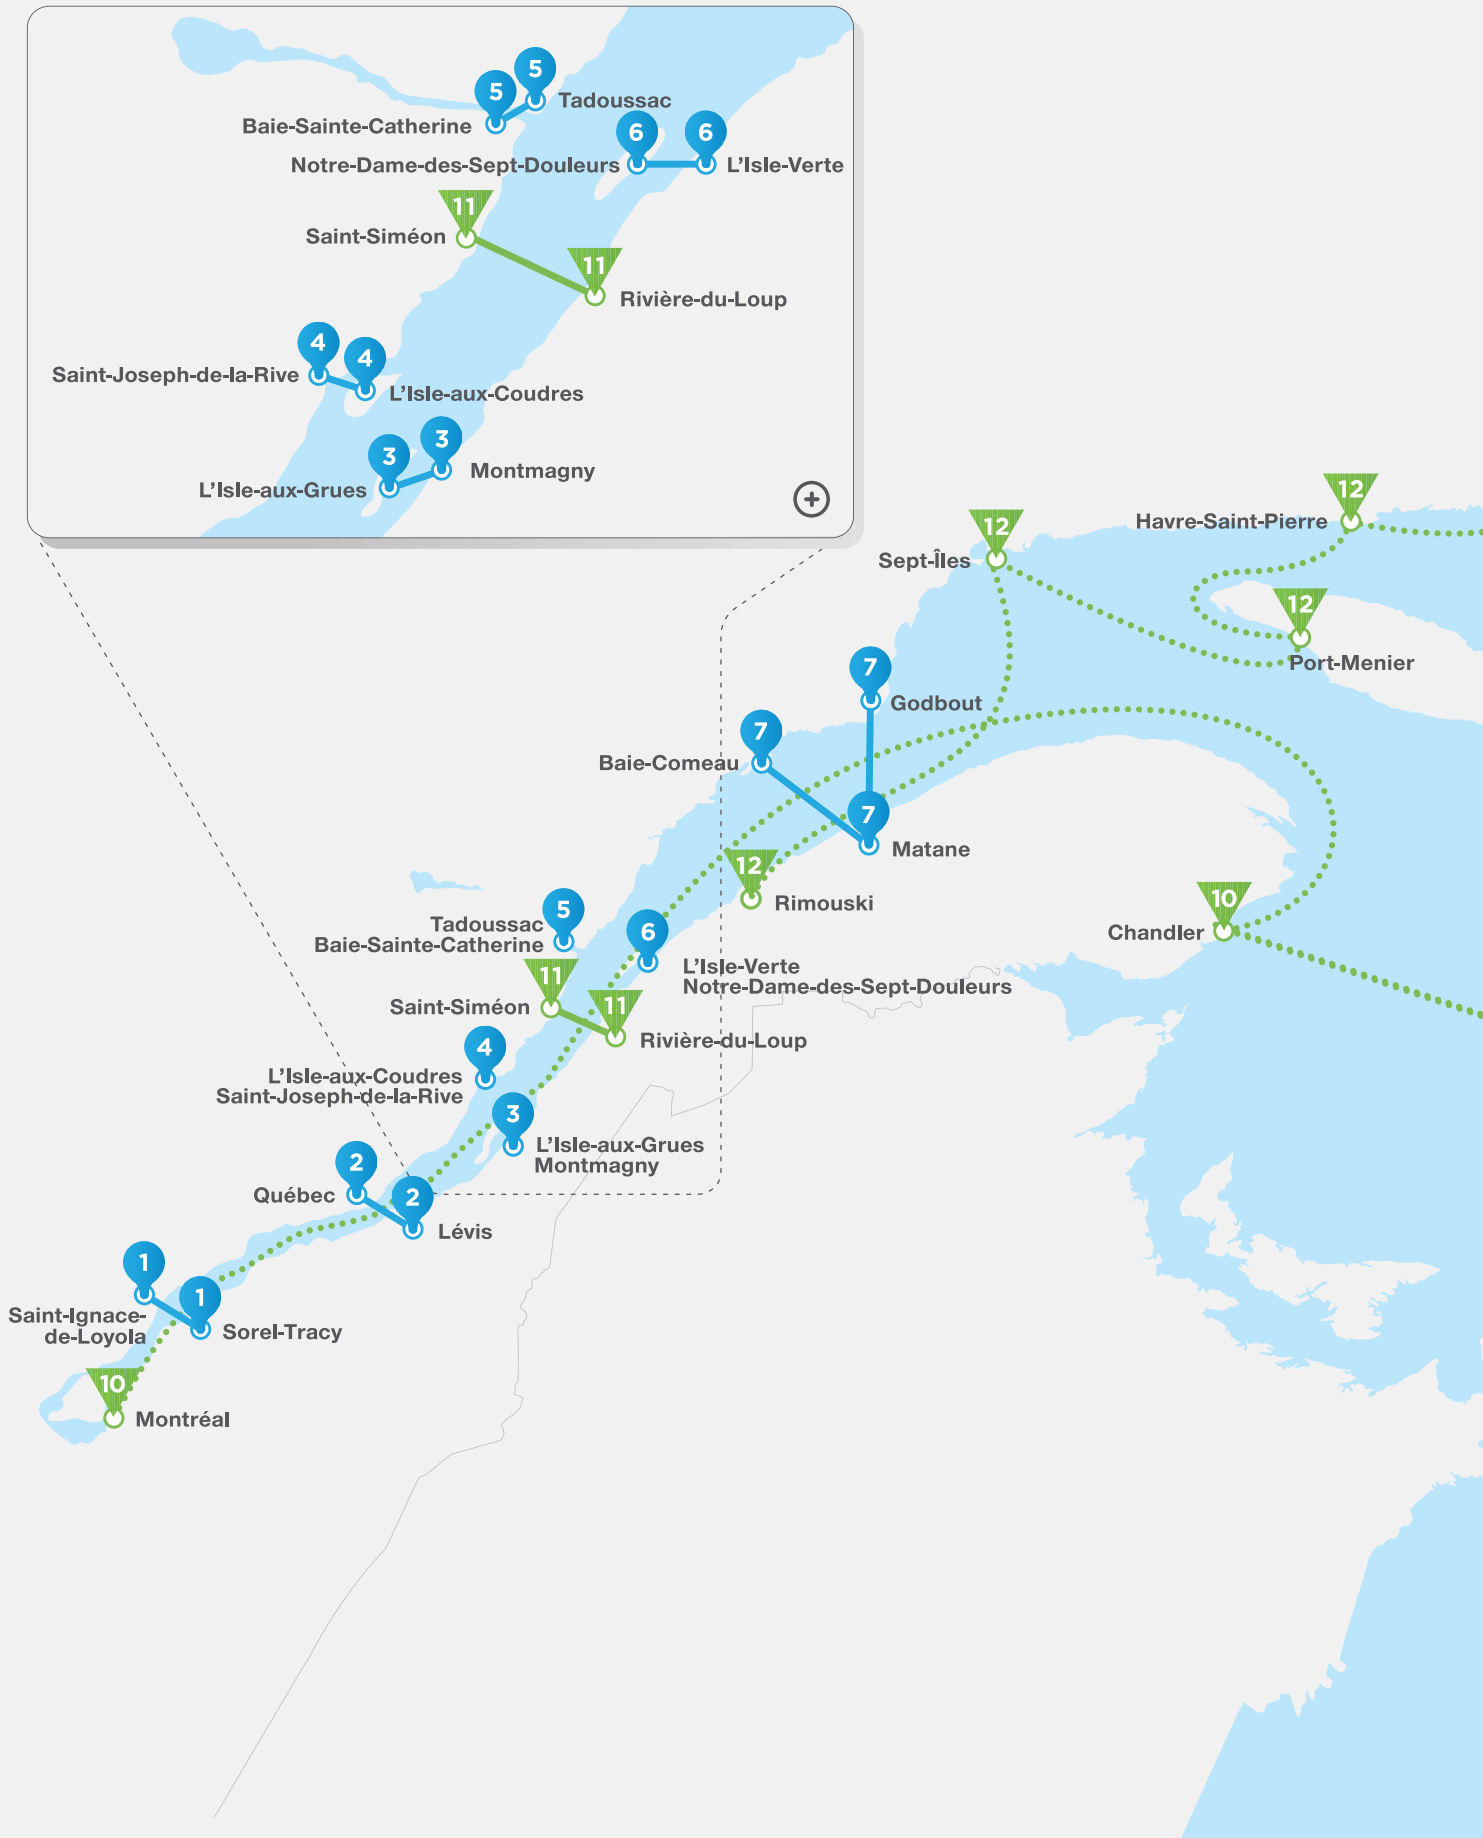 5
5
Tadoussac
Baie-Sainte-Catherine
6
6
Notre-Dame-des-Sept-Douleurs
L'Isle-Verte
11
Saint-Siméon
11
Rivière-du-Loup
4
4
Saint-Joseph-de-la-Rive
L'Isle-aux-Coudres
3
3
Montmagny
L'Isle-aux-Grues
12
Havre-Saint-Pierre
12
Sept-Îles
12
Port-Menier
7
Godbout
7
Baie-Comeau
7
Matane
12
Rimouski
10
Chandler
5
Tadoussac
Baie-Sainte-Catherine
6
L'Isle-Verte
Notre-Dame-des-Sept-Douleurs
11
Saint-Siméon
11
Rivière-du-Loup
4
L'Isle-aux-Coudres
Saint-Joseph-de-la-Rive
3
L'Isle-aux-Grues
Montmagny
2
Québec
2
Lévis
1
Saint-Ignace-
de-Loyola
1
Sorel-Tracy
10
Montréal